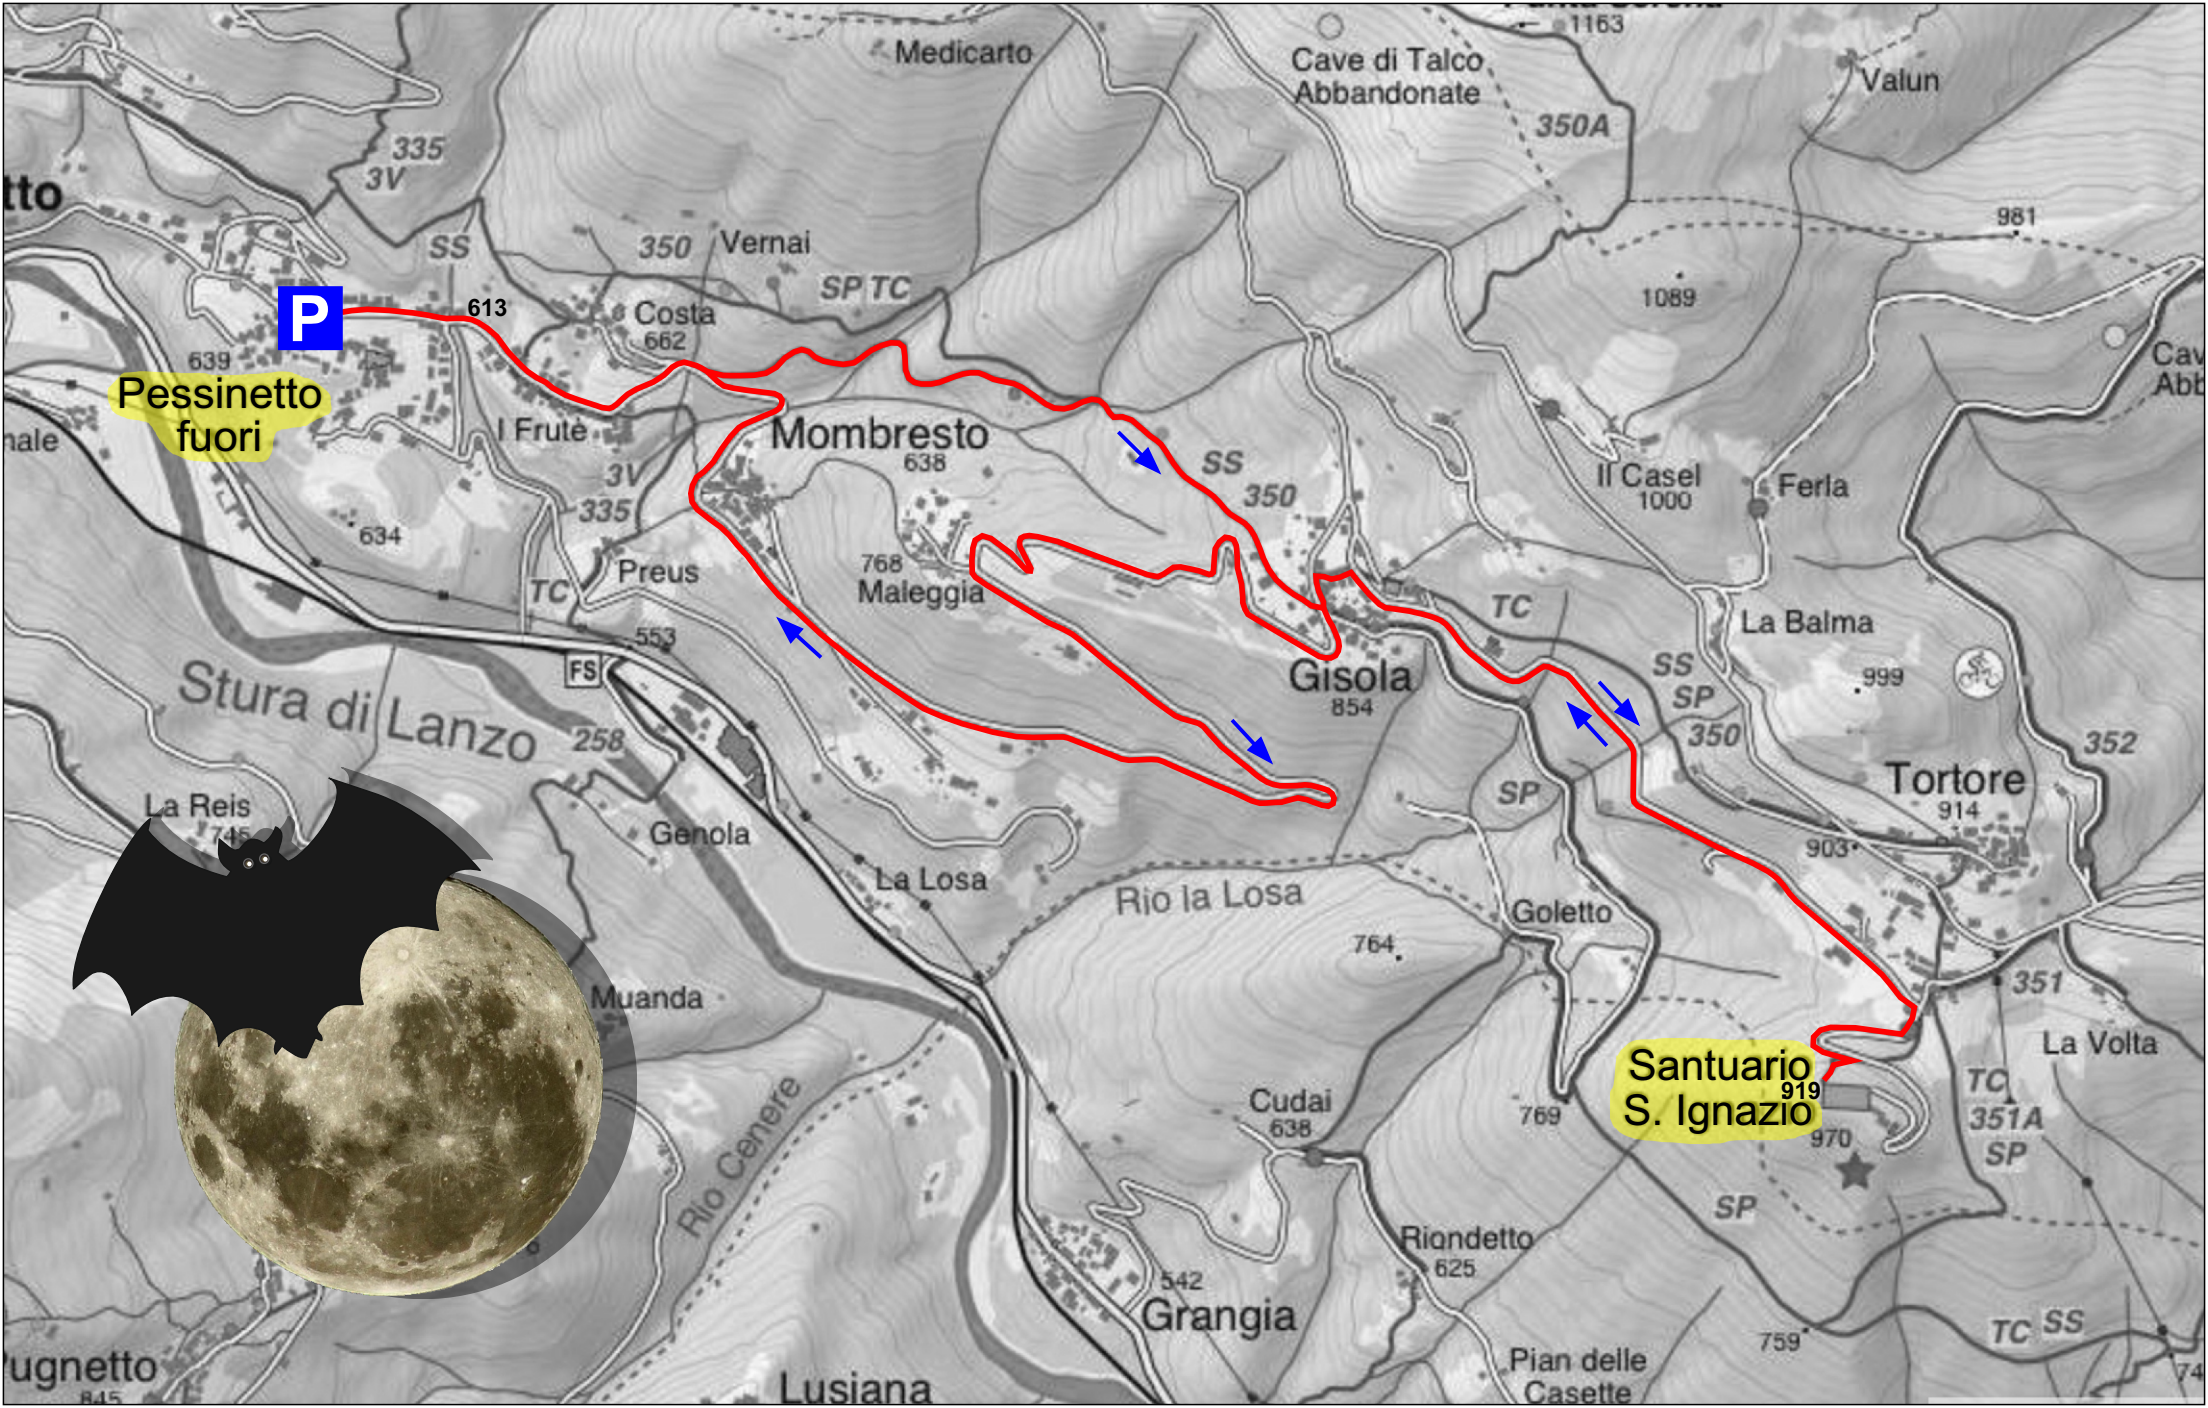 Medicarto
Cave di Talco
Abbandonate
1163
Valun
350A
335
3V
tto
981
SS
350
Vernai
SP TC
1089
P
613
Costa
662
639
Pessinetto
fuori
nale
I Frutè
Mombresto
638
SS
350
Il Casel
1000
Ferla
Cav
Abb
3V
335
634
768
Maleggia
Preus
TC
553
FS
TC
La Balma
Gisola
854
SS
SP
350
999
352
Stura di Lanzo
258
SP
Tortore
914
903
La Reis
745
Genola
La Losa
Rio la Losa
Goletto
764
351
Muanda
La Volta
Santuario
919
S. Ignazio
970
TC
351A
SP
769
Cudai
638
Rio Cenere
SP
Riondetto
625
542
Grangia
759
TC SS
74
Pian delle
Casette
ugnetto
845
Lusiana